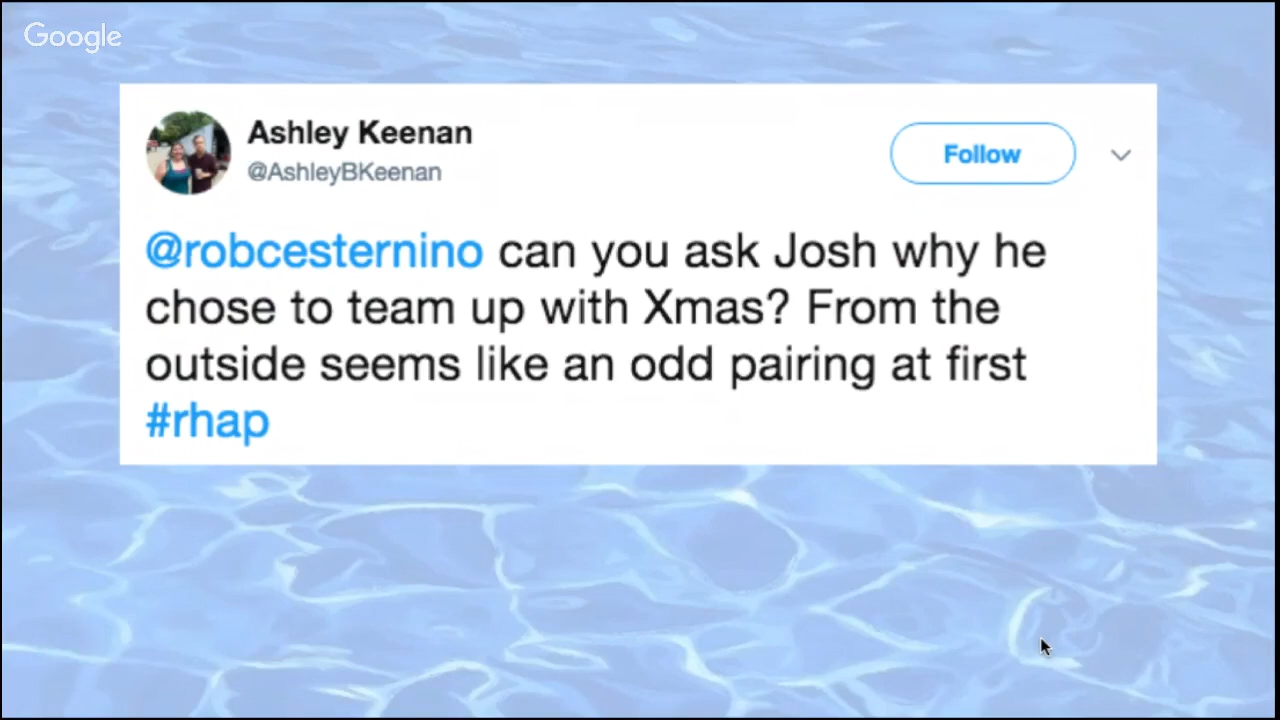 Google
Ashley Keenan
@AshleyBKeenan
Follow
@robcesternino can you ask Josh why he
chose to team up with Xmas? From the
outside seems like an odd pairing at first
#rhap